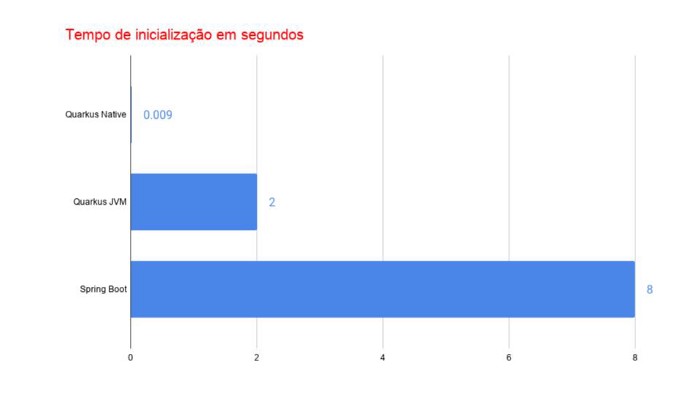 Tempo de inicialização em segundos
Quarkus Native
0.009
Quarkus JVM
2
Spring Boot
8
0
2
4
6
8